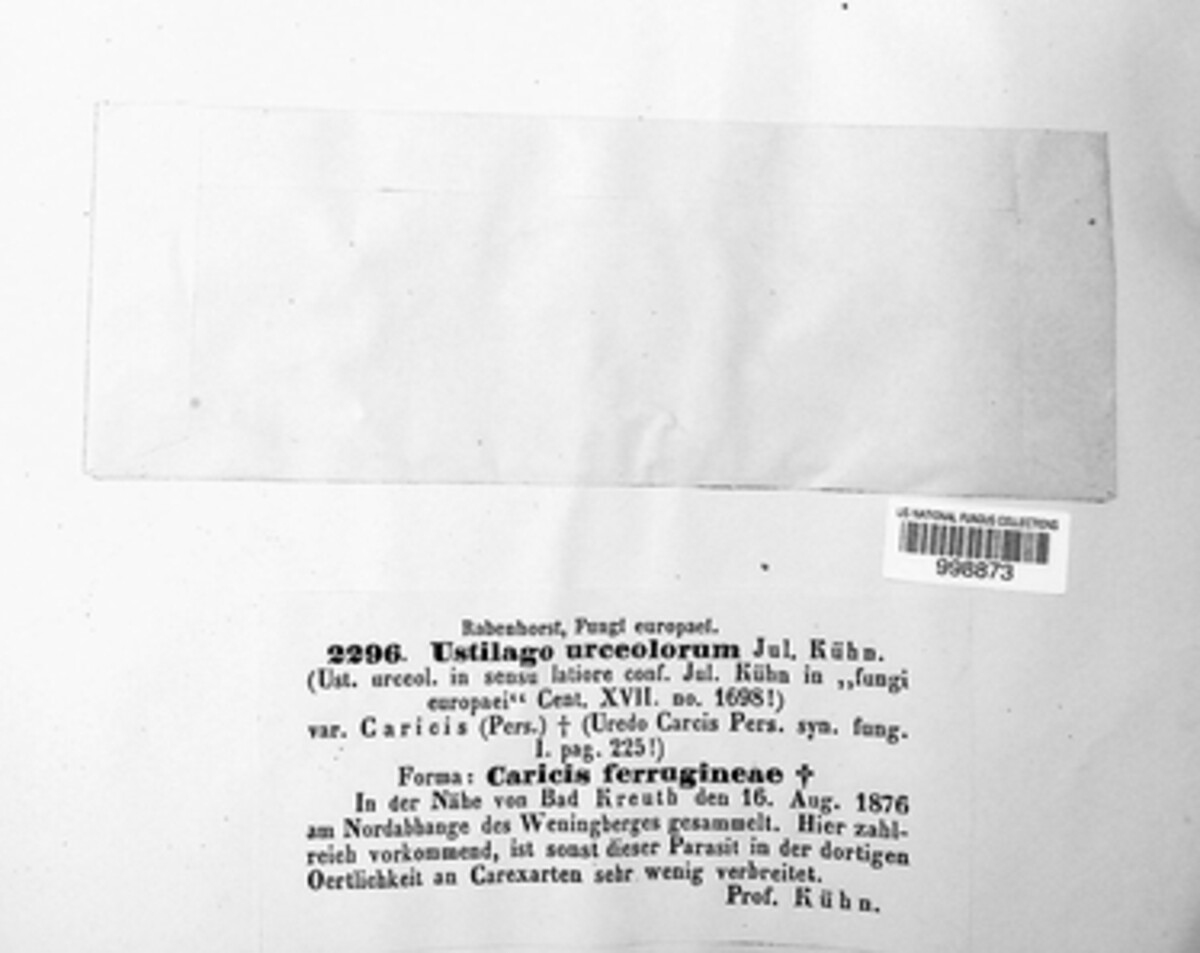 US NATIONAL FUNGUS COLLECTIONS
998873
Rabenhorst, Fungi europaei.
2296. Ustilago urceolorum Jul. Kühn.
(Ust. urceol. in sensu latiore conf. Jul. Kühn in „fungi
europaei“ Cent. XVII. no. 1698!)
var. Caricis (Pers.) † (Uredo Carcis Pers. syn. fung.
I. pag. 225!)
Forma: Caricis ferrugineae †
In der Nähe von Bad Kreuth den 16. Aug. 1876
am Nordabhange des Weningberges gesammelt. Hier zahl-
reich vorkommend, ist sonst dieser Parasit in der dortigen
Oertlichkeit an Carexarten sehr wenig verbreitet.
Prof. Kühn.